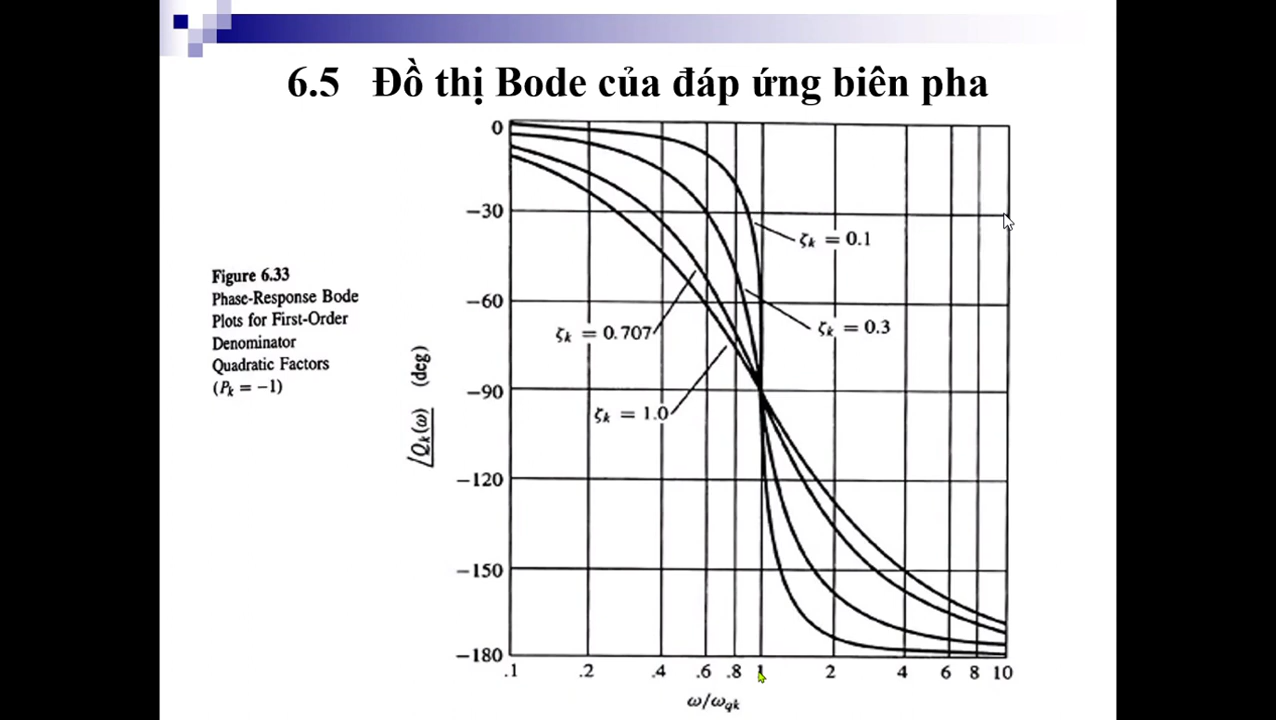 6.5 Đồ thị Bode của đáp ứng biên pha
0
−30
−60
−90
−120
−150
−180
ζk = 0.1
ζk = 0.3
ζk = 0.707
ζk = 1.0
Figure 6.33
Phase-Response Bode
Plots for First-Order
Denominator
Quadratic Factors
(Pk = −1)
∠Qk(ω) (deg)
.1 .2 .4 .6 .8 1 2 4 6 8 10
ω/ωqk